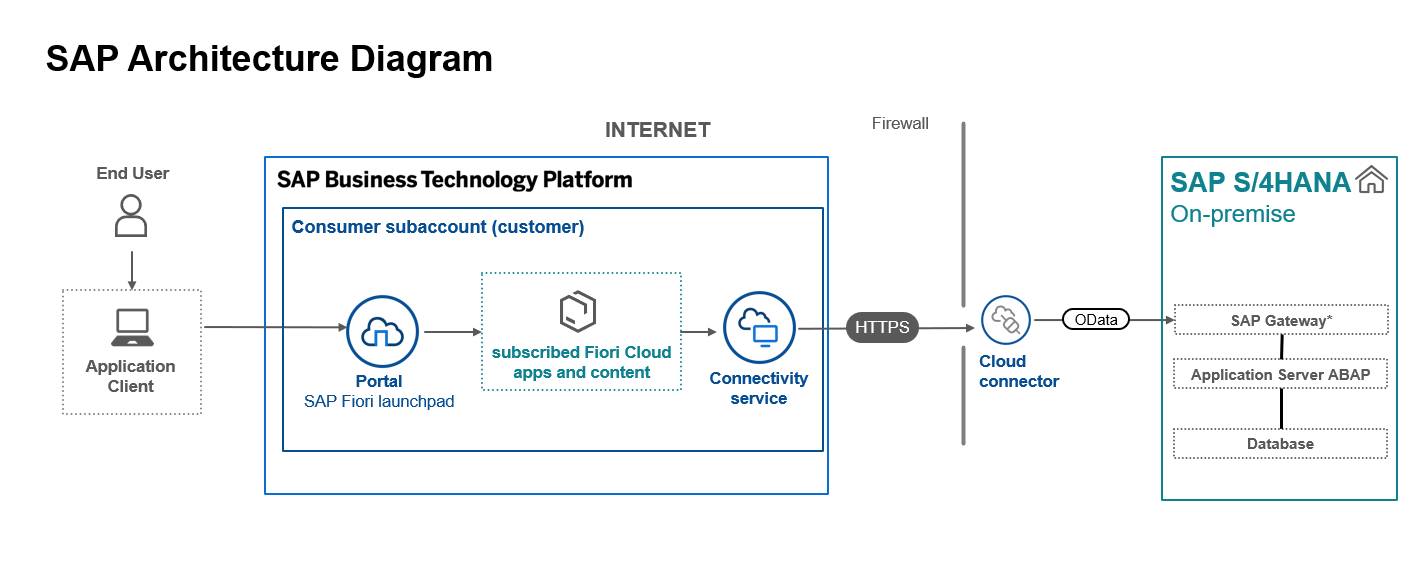 SAP Architecture Diagram
INTERNET
Firewall
End User
Application
Client
SAP Business Technology Platform
Consumer subaccount (customer)
Portal
SAP Fiori launchpad
subscribed Fiori Cloud
apps and content
Connectivity
service
HTTPS
Cloud
connector
OData
SAP S/4HANA
On-premise
SAP Gateway*
Application Server ABAP
Database